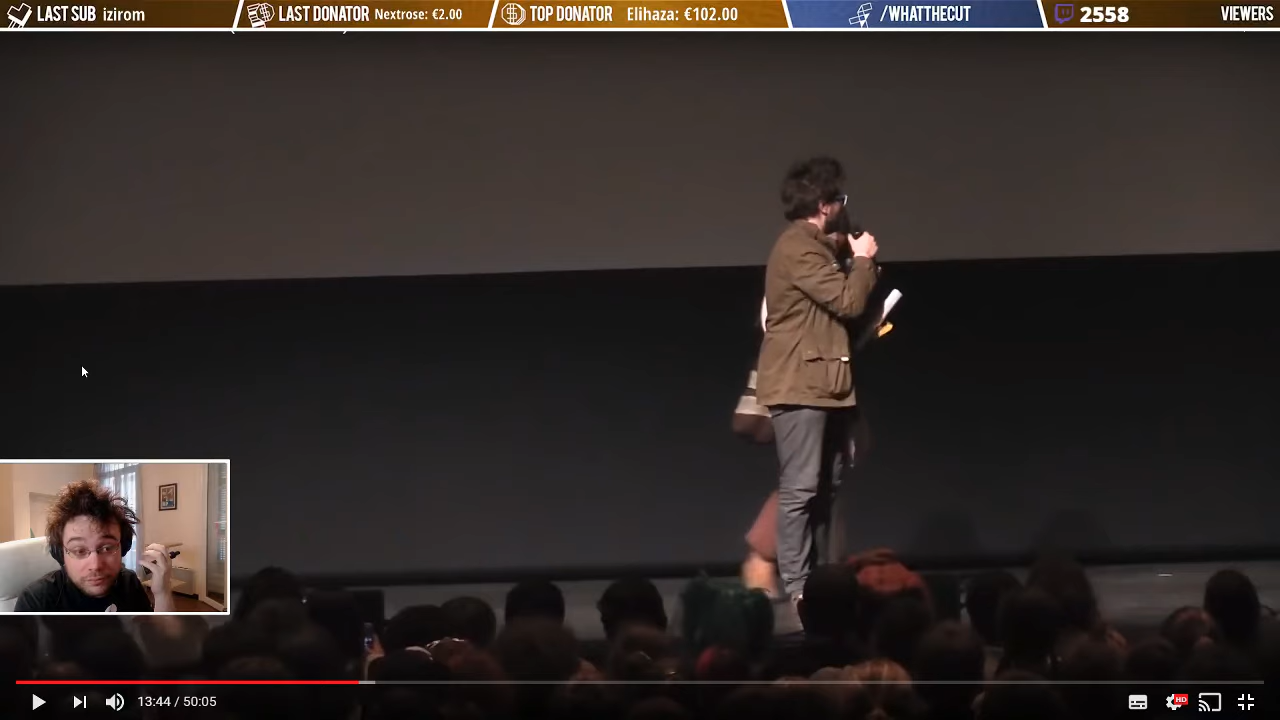 LAST SUB izirom
LAST DONATOR Nextrose: €2.00
TOP DONATOR Elihaza: €102.00
/WHATTHECUT
2558 VIEWERS
13:44 / 50:05
HD